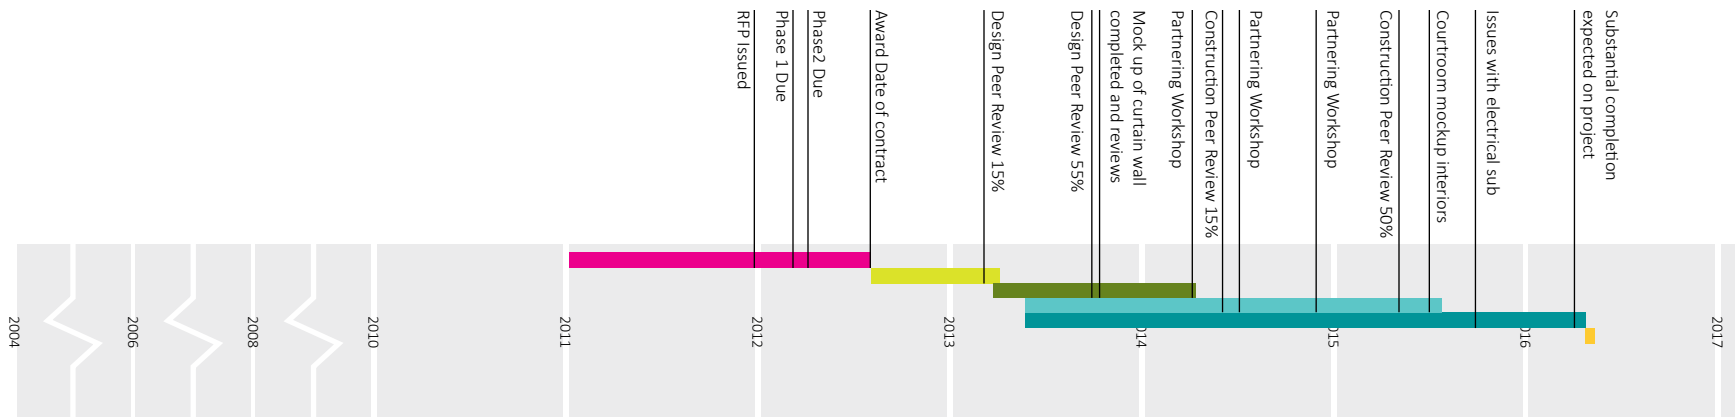 RFP Issued
Phase 1 Due
Phase2 Due
Award Date of contract
Design Peer Review 15%
Design Peer Review 55%
Mock up of curtain wall
completed and reviews
Partnering Workshop
Construction Peer Review 15%
Partnering Workshop
Partnering Workshop
Construction Peer Review 50%
Courtroom mockup interiors
Issues with electrical sub
Substantial completion
expected on project
2004
2006
2008
2010
2011
2012
2013
2014
2015
2016
2017